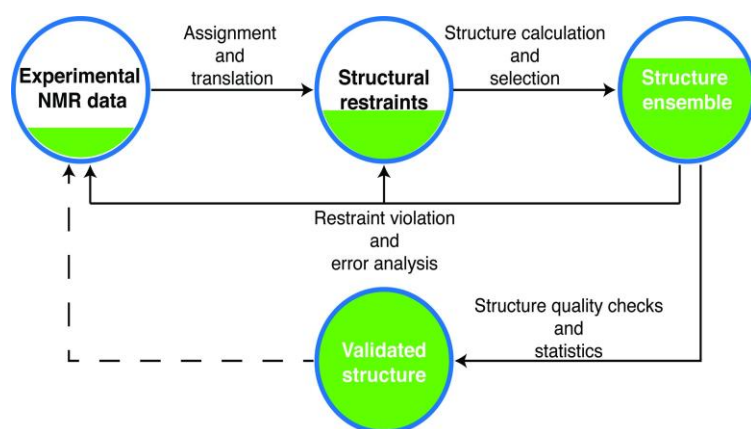 Experimental
NMR data
Assignment
and
translation
Structural
restraints
Structure calculation
and
selection
Structure
ensemble
Restraint violation
and
error analysis
Structure quality checks
and
statistics
Validated
structure